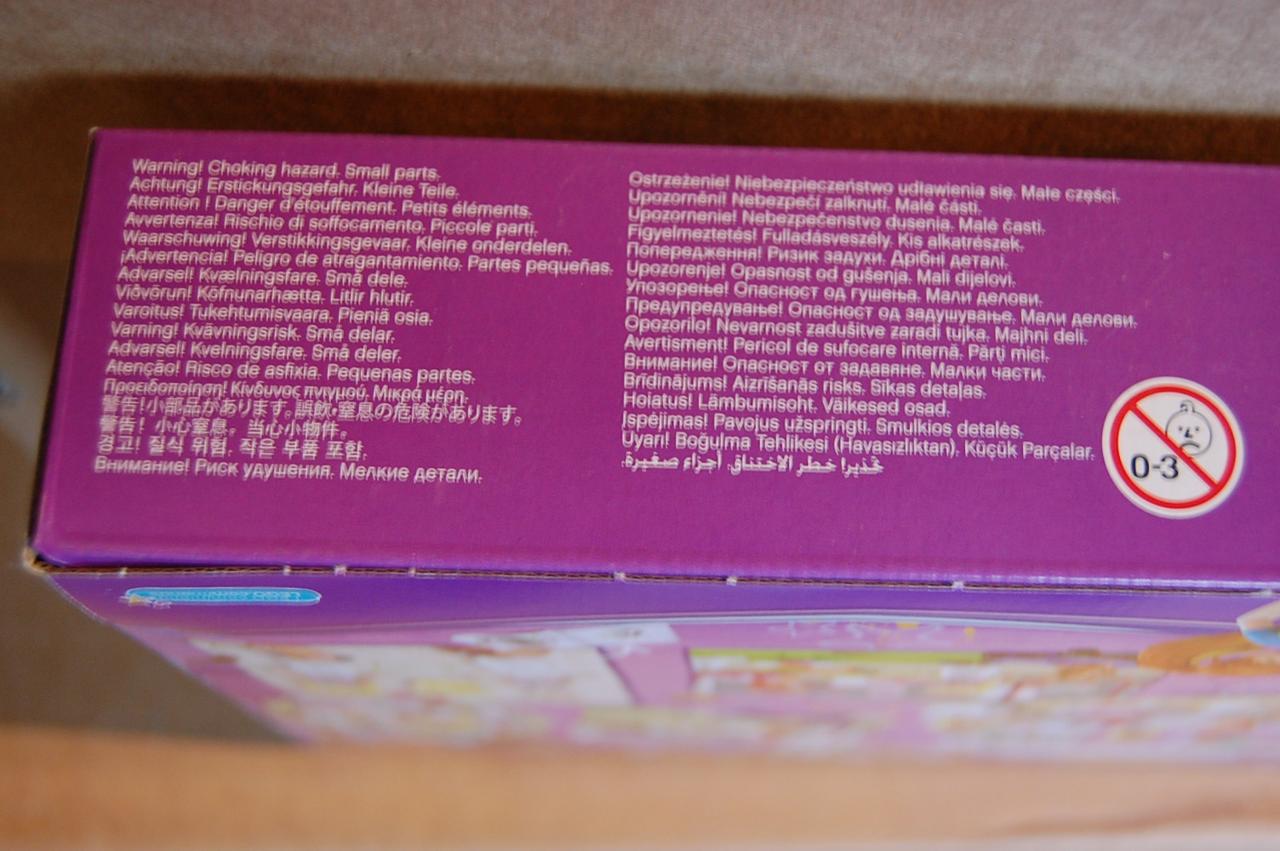 Warning! Choking hazard. Small parts.
Achtung! Erstickungsgefahr. Kleine Teile.
Attention ! Danger d'étouffement. Petits éléments.
Avvertenza! Rischio di soffocamento. Piccole parti.
Waarschuwing! Verstikkingsgevaar. Kleine onderdelen.
¡Advertencia! Peligro de atragantamiento. Partes pequeñas.
Advarsel! Kvælningsfare. Små dele.
Viðvörun! Köfnunarhætta. Litlir hlutir.
Varoitus! Tukehtumisvaara. Pieniä osia.
Varning! Kvävningsrisk. Små delar.
Advarsel! Kvelningsfare. Små deler.
Atenção! Risco de asfixia. Pequenas partes.
Προειδοποίηση! Κίνδυνος πνιγμού. Μικρά μέρη.
警告!小部品があります。誤飲・窒息の危険があります。
警告！小心窒息。当心小物件。
경고! 질식 위험. 작은 부품 포함.
Внимание! Риск удушения. Мелкие детали.
Ostrzeżenie! Niebezpieczeństwo udławienia się. Małe części.
Upozornění! Nebezpečí zalknutí. Malé části.
Upozornenie! Nebezpečenstvo dusenia. Malé časti.
Figyelmeztetés! Fulladásveszély. Kis alkatrészek.
Попередження! Ризик задухи. Дрібні деталі.
Upozorenje! Opasnost od gušenja. Mali dijelovi.
Упозорење! Опасност од гушења. Мали делови.
Предупредување! Опасност од задушување. Мали делови.
Opozorilo! Nevarnost zadušitve zaradi tujka. Majhni deli.
Avertisment! Pericol de sufocare internă. Părţi mici.
Внимание! Опасност от задавяне. Малки части.
Brīdinājums! Aizrīšanās risks. Sīkas detaļas.
Hoiatus! Lämbumisoht. Väikesed osad.
Įspėjimas! Pavojus užspringti. Smulkios detalės.
Uyarı! Boğulma Tehlikesi (Havasızlıktan). Küçük Parçalar.
تحذير! خطر الاختناق. أجزاء صغيرة.
0-3